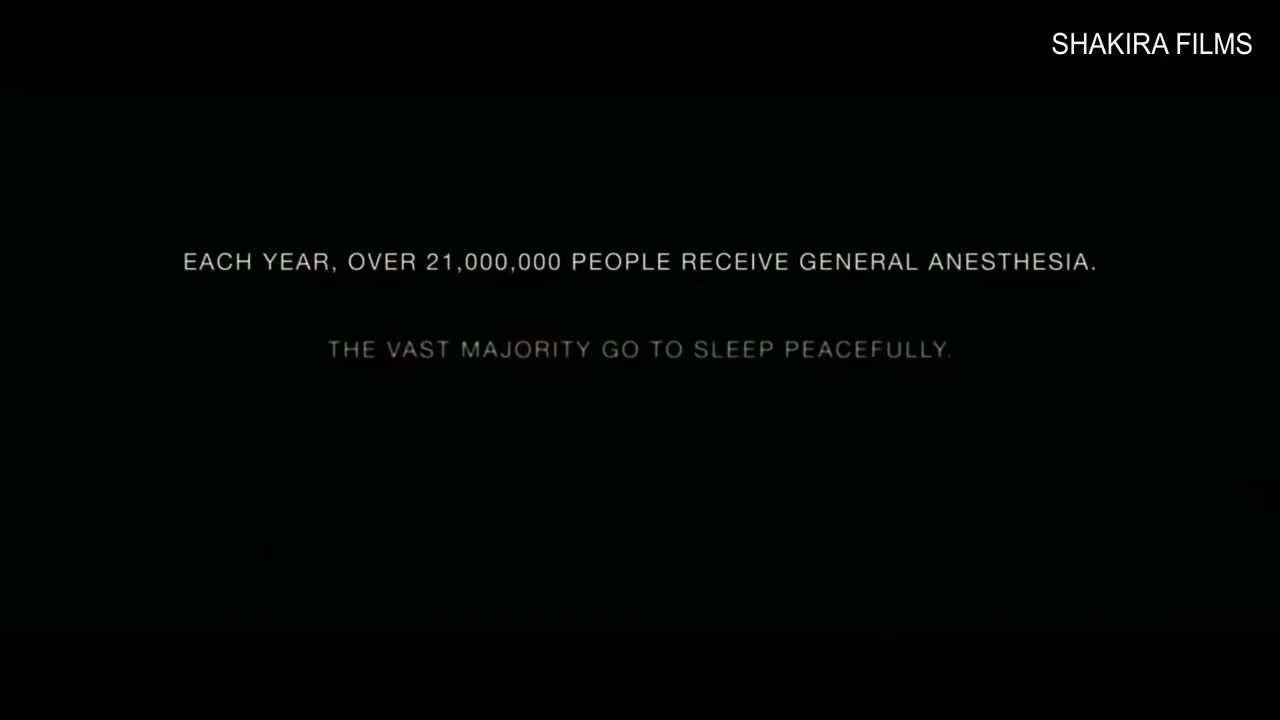 SHAKIRA FILMS
EACH YEAR, OVER 21,000,000 PEOPLE RECEIVE GENERAL ANESTHESIA.
THE VAST MAJORITY GO TO SLEEP PEACEFULLY.